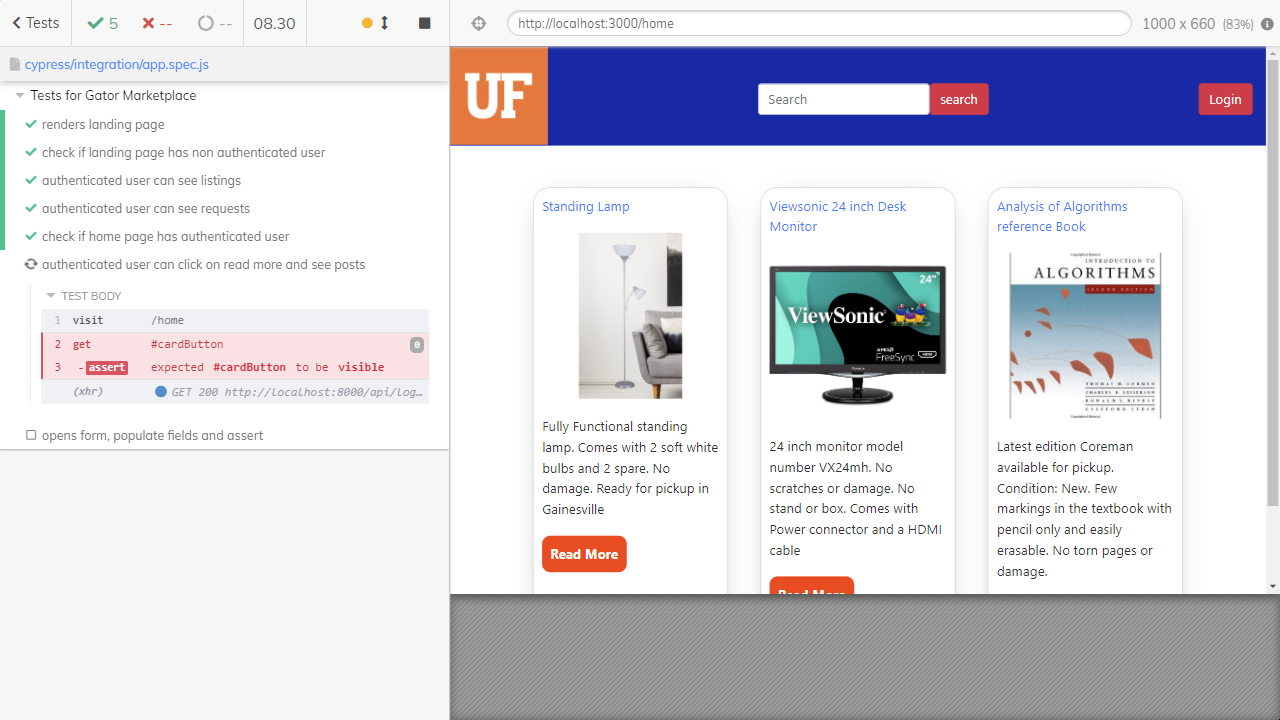 Tests
5
--
--
08.30
http://localhost:3000/home
1000 x 660 (83%)
cypress/integration/app.spec.js
Tests for Gator Marketplace
renders landing page
check if landing page has non authenticated user
authenticated user can see listings
authenticated user can see requests
check if home page has authenticated user
authenticated user can click on read more and see posts
TEST BODY
1 visit /home
2 get #cardButton 0
3 -assert expected #cardButton to be visible
(xhr) GET 200 http://localhost:8000/api/log...
opens form, populate fields and assert
UF
Search
search
Login
Standing Lamp
Fully Functional standing
lamp. Comes with 2 soft white
bulbs and 2 spare. No
damage. Ready for pickup in
Gainesville
Read More
Viewsonic 24 inch Desk
Monitor
24"
ViewSonic
AMD
FreeSync
HDMI
24 inch monitor model
number VX24mh. No
scratches or damage. No
stand or box. Comes with
Power connector and a HDMI
cable
Read More
Analysis of Algorithms
reference Book
INTRODUCTION TO
ALGORITHMS
SECOND EDITION
THOMAS H. CORMEN
CHARLES E. LEISERSON
RONALD L. RIVEST
CLIFFORD STEIN
Latest edition Coreman
available for pickup.
Condition: New. Few
markings in the textbook with
pencil only and easily
erasable. No torn pages or
damage.